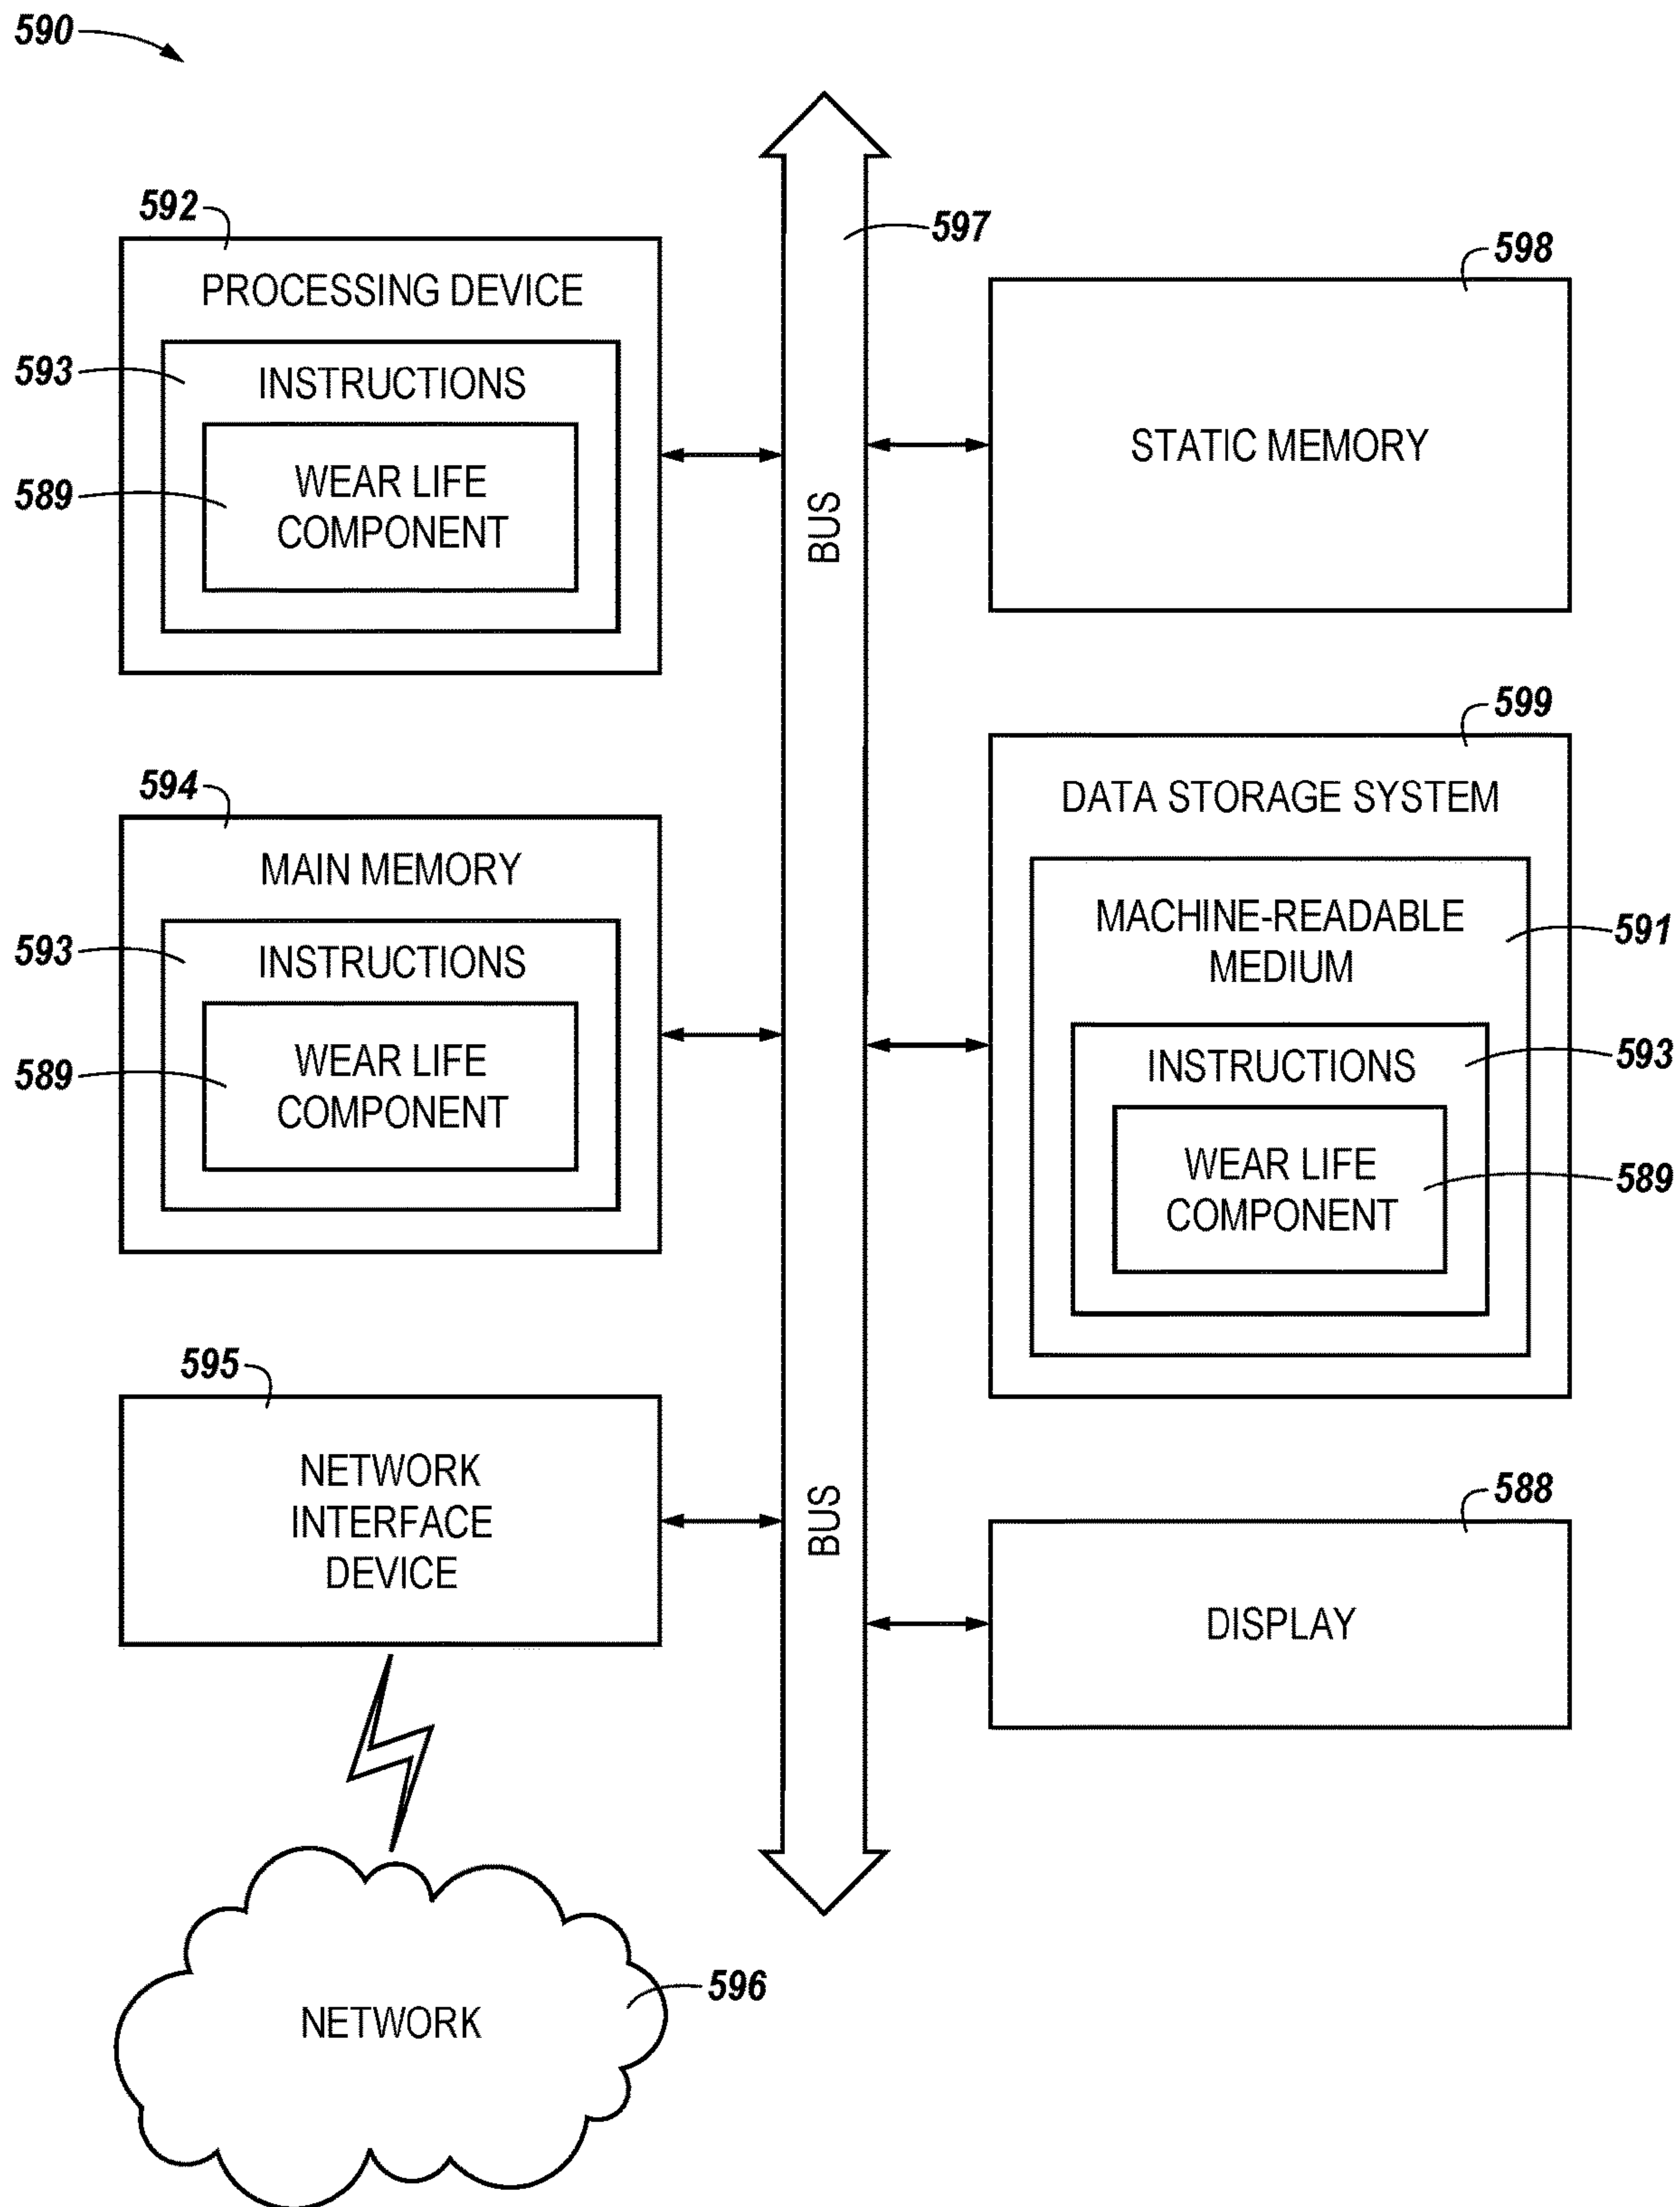 590
592
PROCESSING DEVICE
593
INSTRUCTIONS
589
WEAR LIFE
COMPONENT
594
MAIN MEMORY
593
INSTRUCTIONS
589
WEAR LIFE
COMPONENT
595
NETWORK
INTERFACE
DEVICE
NETWORK
596
597
BUS
BUS
598
STATIC MEMORY
599
DATA STORAGE SYSTEM
MACHINE-READABLE
MEDIUM
591
INSTRUCTIONS
593
WEAR LIFE
COMPONENT
589
588
DISPLAY